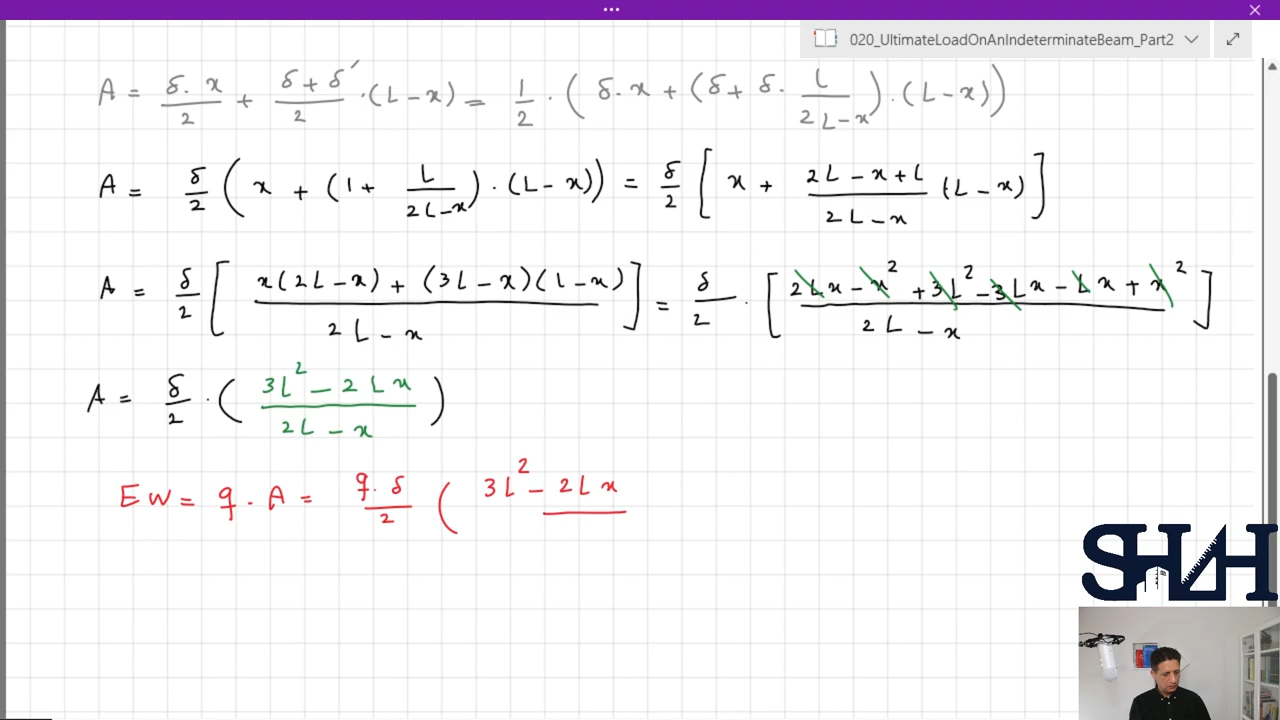 020_UltimateLoadOnAnIndeterminateBeam_Part2
A = δ. x / 2 + δ + δ′ / 2 · (L – x) = 1/2 · ( δ. x + (δ + δ. L / 2L – x) · (L – x))
A = δ/2 ( x + (1 + L / 2L – x) · (L – x)) = δ/2 [ x + 2L – x + L / 2L – x (L – x) ]
A = δ/2 [ x(2L – x) + (3L – x)(L – x) / 2L – x ] = δ/2 · [ 2Lx – x² + 3L² – 3Lx – Lx + x² / 2L – x ]
A = δ/2 · ( 3L² – 2Lx / 2L – x )
EW = q · A = q. δ / 2 ( 3L² – 2Lx
SHAH